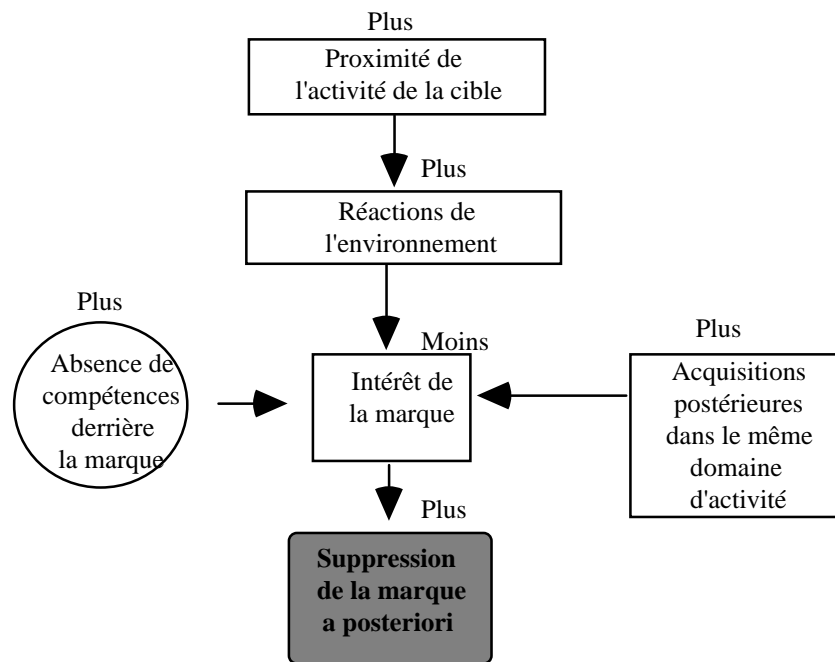 Plus
Proximité de
l'activité de la cible
Plus
Réactions de
l'environnement
Plus
Absence de
compétences
derrière
la marque
Moins
Intérêt de
la marque
Plus
Acquisitions
postérieures
dans le même
domaine
d'activité
Plus
Suppression
de la marque
a posteriori